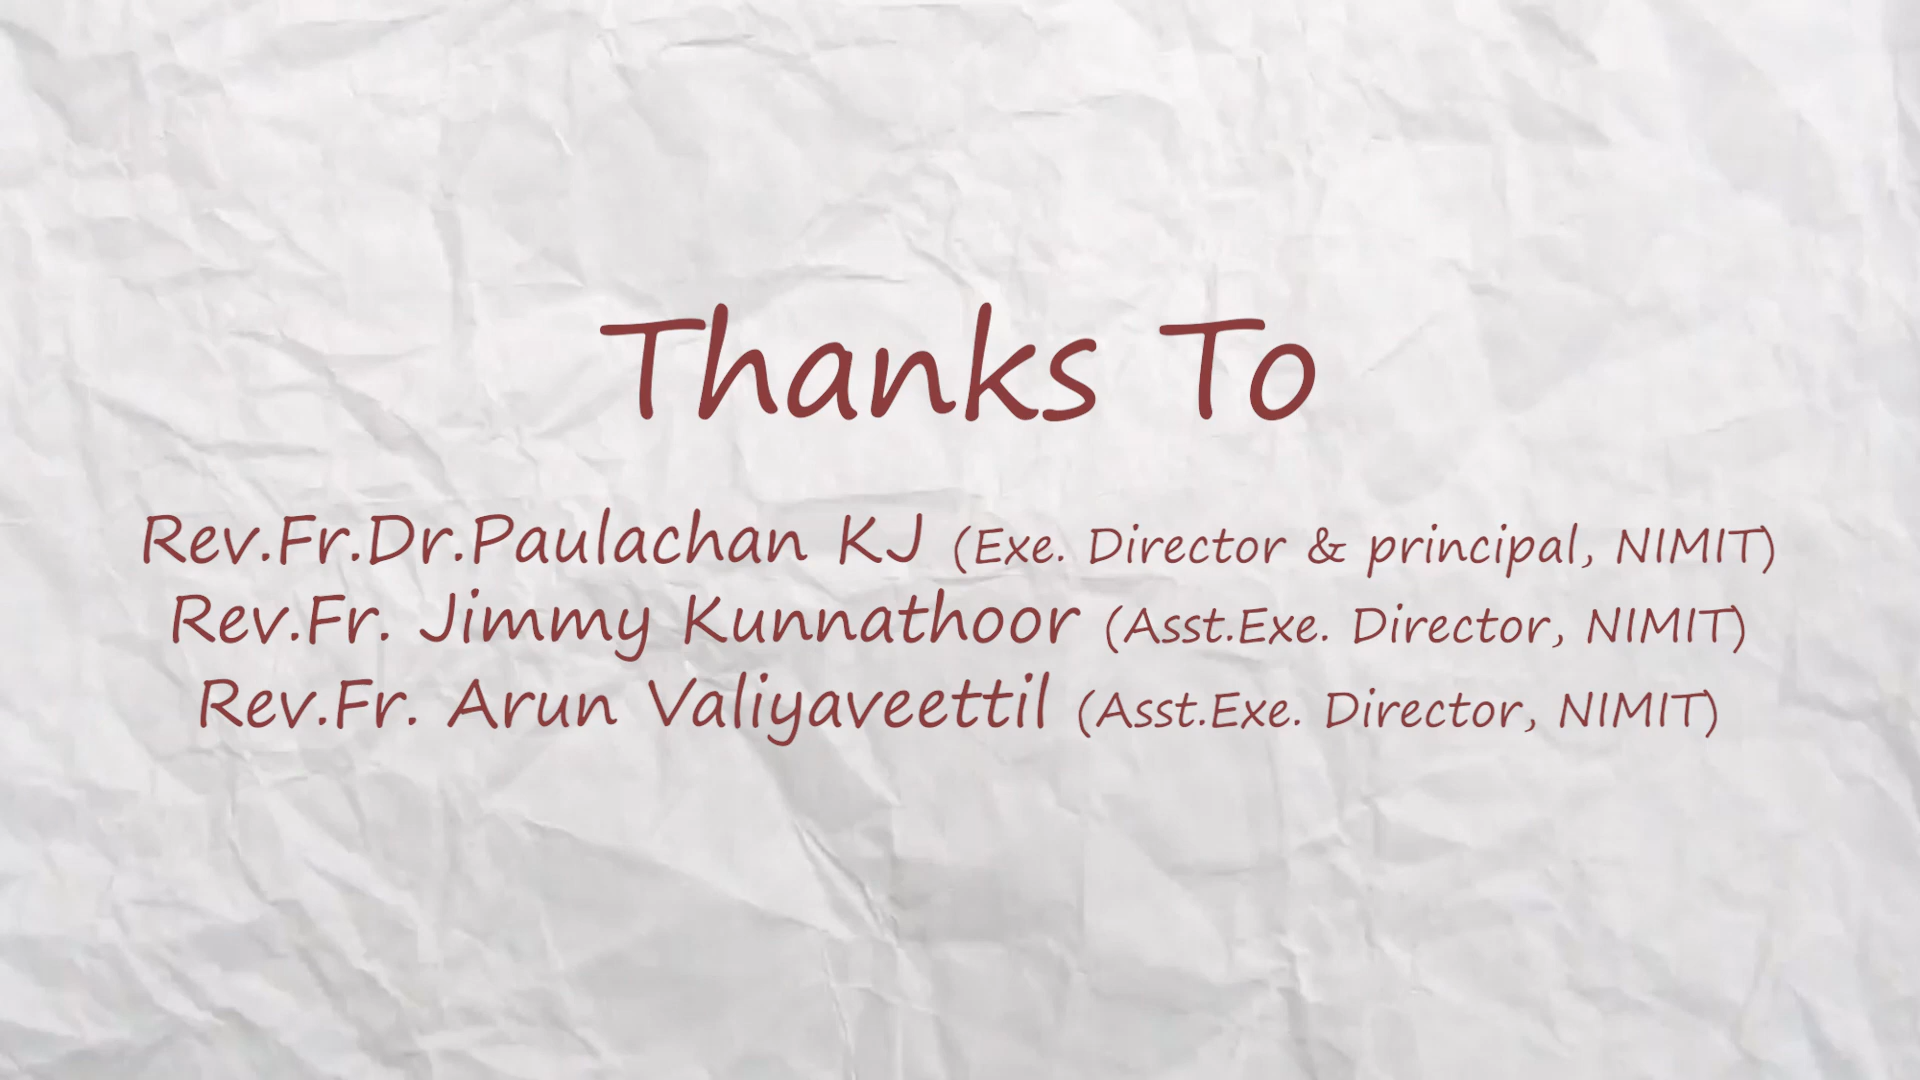 Thanks To
Rev.Fr.Dr.Paulachan KJ (Exe. Director & principal, NIMIT)
Rev.Fr. Jimmy Kunnathoor (Asst.Exe. Director, NIMIT)
Rev.Fr. Arun Valiyaveettil (Asst.Exe. Director, NIMIT)